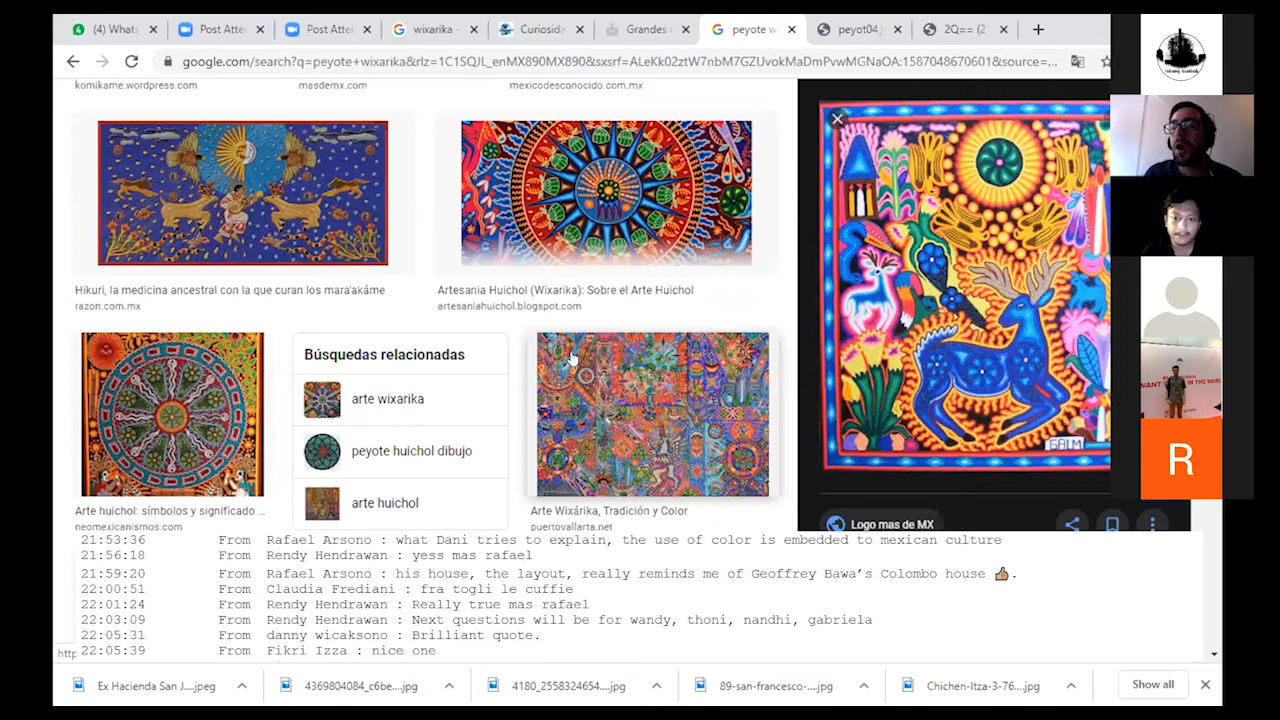 (4) Whats
Post Atte
Post Atte
wixarika -
Curiosida
Grandes
peyote w
peyot04.j
2Q== (2
google.com/search?q=peyote+wixarika&rlz=1C1SQJL_enMX890MX890&sxsrf=ALeKk02ztW7nbM7GZUvokMaDmPvwMGNaOA:1587048670601&source=...
komikame.wordpress.com
masdemx.com
mexicodesconocido.com.mx
Hikuri, la medicina ancestral con la que curan los mara'akáme
razon.com.mx
Artesania Huichol (Wixarika): Sobre el Arte Huichol
artesaniahuichol.blogspot.com
Búsquedas relacionadas
arte wixarika
peyote huichol dibujo
arte huichol
Arte huichol: símbolos y significado ...
neomexicanismos.com
Arte Wixárika, Tradición y Color
puertovallarta.net
Logo mas de MX
WANT IN THE WORLD
R
21:53:36 From Rafael Arsono : what Dani tries to explain, the use of color is embedded to mexican culture
21:56:18 From Rendy Hendrawan : yess mas rafael
21:59:20 From Rafael Arsono : his house, the layout, really reminds me of Geoffrey Bawa's Colombo house 👍🏽.
22:00:51 From Claudia Frediani : fra togli le cuffie
22:01:24 From Rendy Hendrawan : Really true mas rafael
22:03:09 From Rendy Hendrawan : Next questions will be for wandy, thoni, nandhi, gabriela
22:05:31 From danny wicaksono : Brilliant quote.
22:05:39 From Fikri Izza : nice one
http
Ex Hacienda San J....jpeg
4369804084_c6be....jpg
4180_2558324654....jpg
89-san-francesco-....jpg
Chichen-Itza-3-76....jpg
Show all